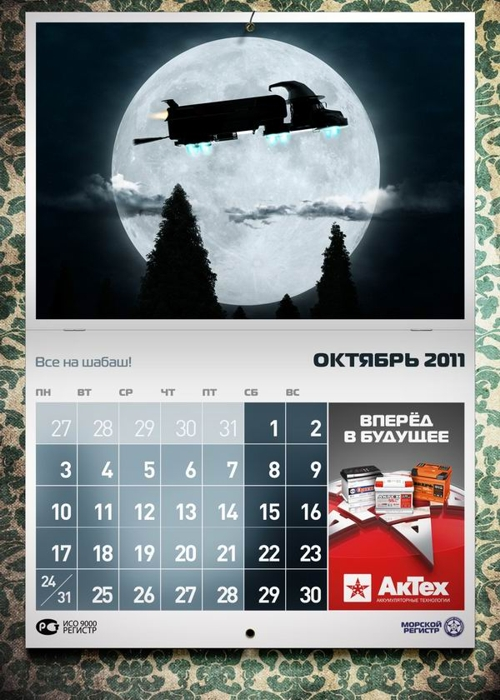 Все на шабаш!
ОКТЯБРЬ 2011
ПН ВТ СР ЧТ ПТ СБ ВС
27 28 29 30 31 1 2
3 4 5 6 7 8 9
10 11 12 13 14 15 16
17 18 19 20 21 22 23
24/31 25 26 27 28 29 30
ВПЕРЁД
В БУДУЩЕЕ
АкТех
АККУМУЛЯТОРНЫЕ ТЕХНОЛОГИИ
ИСО 9000
РЕГИСТР
МОРСКОЙ
РЕГИСТР